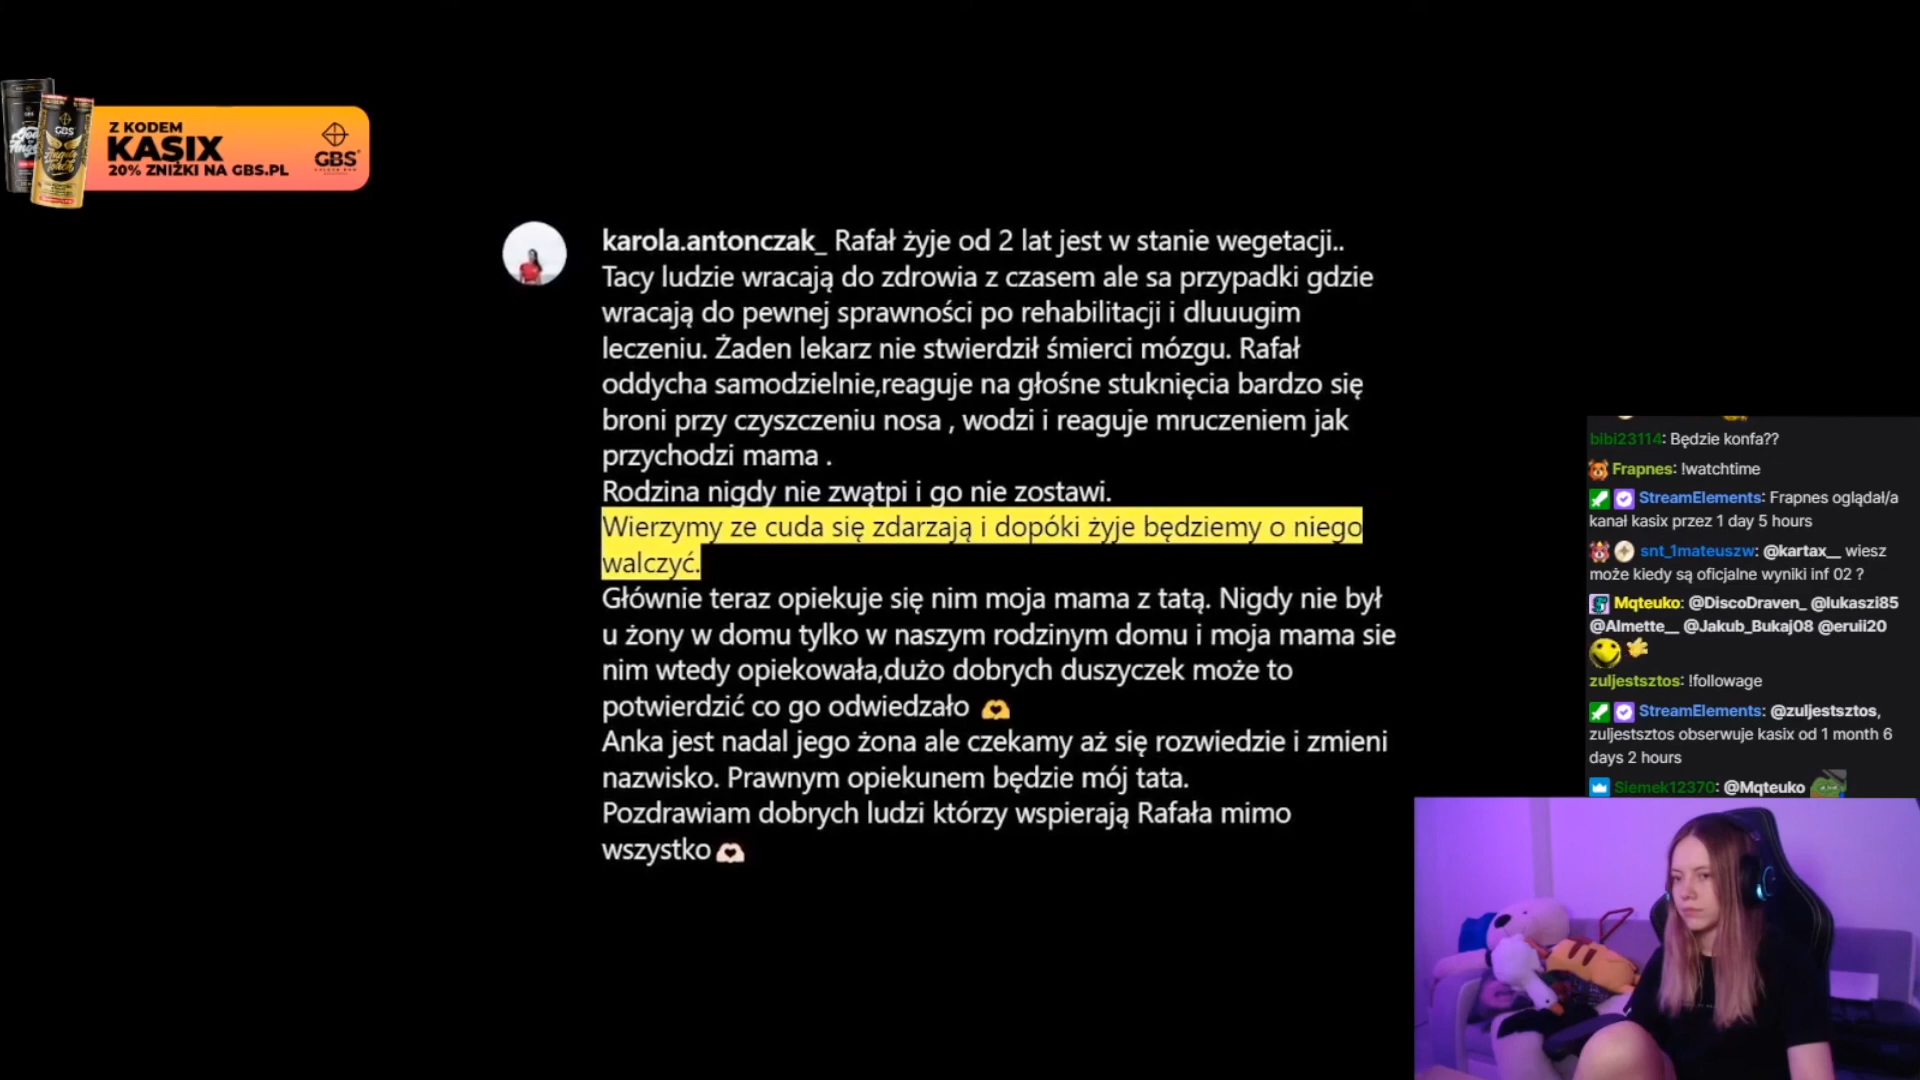 Z KODEM
KASIX
20% ZNIŻKI NA GBS.PL
GBS
GBS
karola.antonczak_ Rafał żyje od 2 lat jest w stanie wegetacji..
Tacy ludzie wracają do zdrowia z czasem ale sa przypadki gdzie
wracają do pewnej sprawności po rehabilitacji i dluuugim
leczeniu. Żaden lekarz nie stwierdził śmierci mózgu. Rafał
oddycha samodzielnie,reaguje na głośne stuknięcia bardzo się
broni przy czyszczeniu nosa , wodzi i reaguje mruczeniem jak
przychodzi mama .
Rodzina nigdy nie zwątpi i go nie zostawi.
Wierzymy ze cuda się zdarzają i dopóki żyje będziemy o niego
walczyć.
Głównie teraz opiekuje się nim moja mama z tatą. Nigdy nie był
u żony w domu tylko w naszym rodzinym domu i moja mama sie
nim wtedy opiekowała,dużo dobrych duszyczek może to
potwierdzić co go odwiedzało
Anka jest nadal jego żona ale czekamy aż się rozwiedzie i zmieni
nazwisko. Prawnym opiekunem będzie mój tata.
Pozdrawiam dobrych ludzi którzy wspierają Rafała mimo
wszystko
bibi23114: Będzie konfa??
Frapnes: !watchtime
StreamElements: Frapnes oglądał/a
kanał kasix przez 1 day 5 hours
snt_1mateuszw: @kartax__ wiesz
może kiedy są oficjalne wyniki inf 02 ?
Mqteuko: @DiscoDraven_ @lukaszi85
@Almette__ @Jakub_Bukaj08 @eruii20
zuljestsztos: !followage
StreamElements: @zuljestsztos,
zuljestsztos obserwuje kasix od 1 month 6
days 2 hours
Siemek12370: @Mqteuko